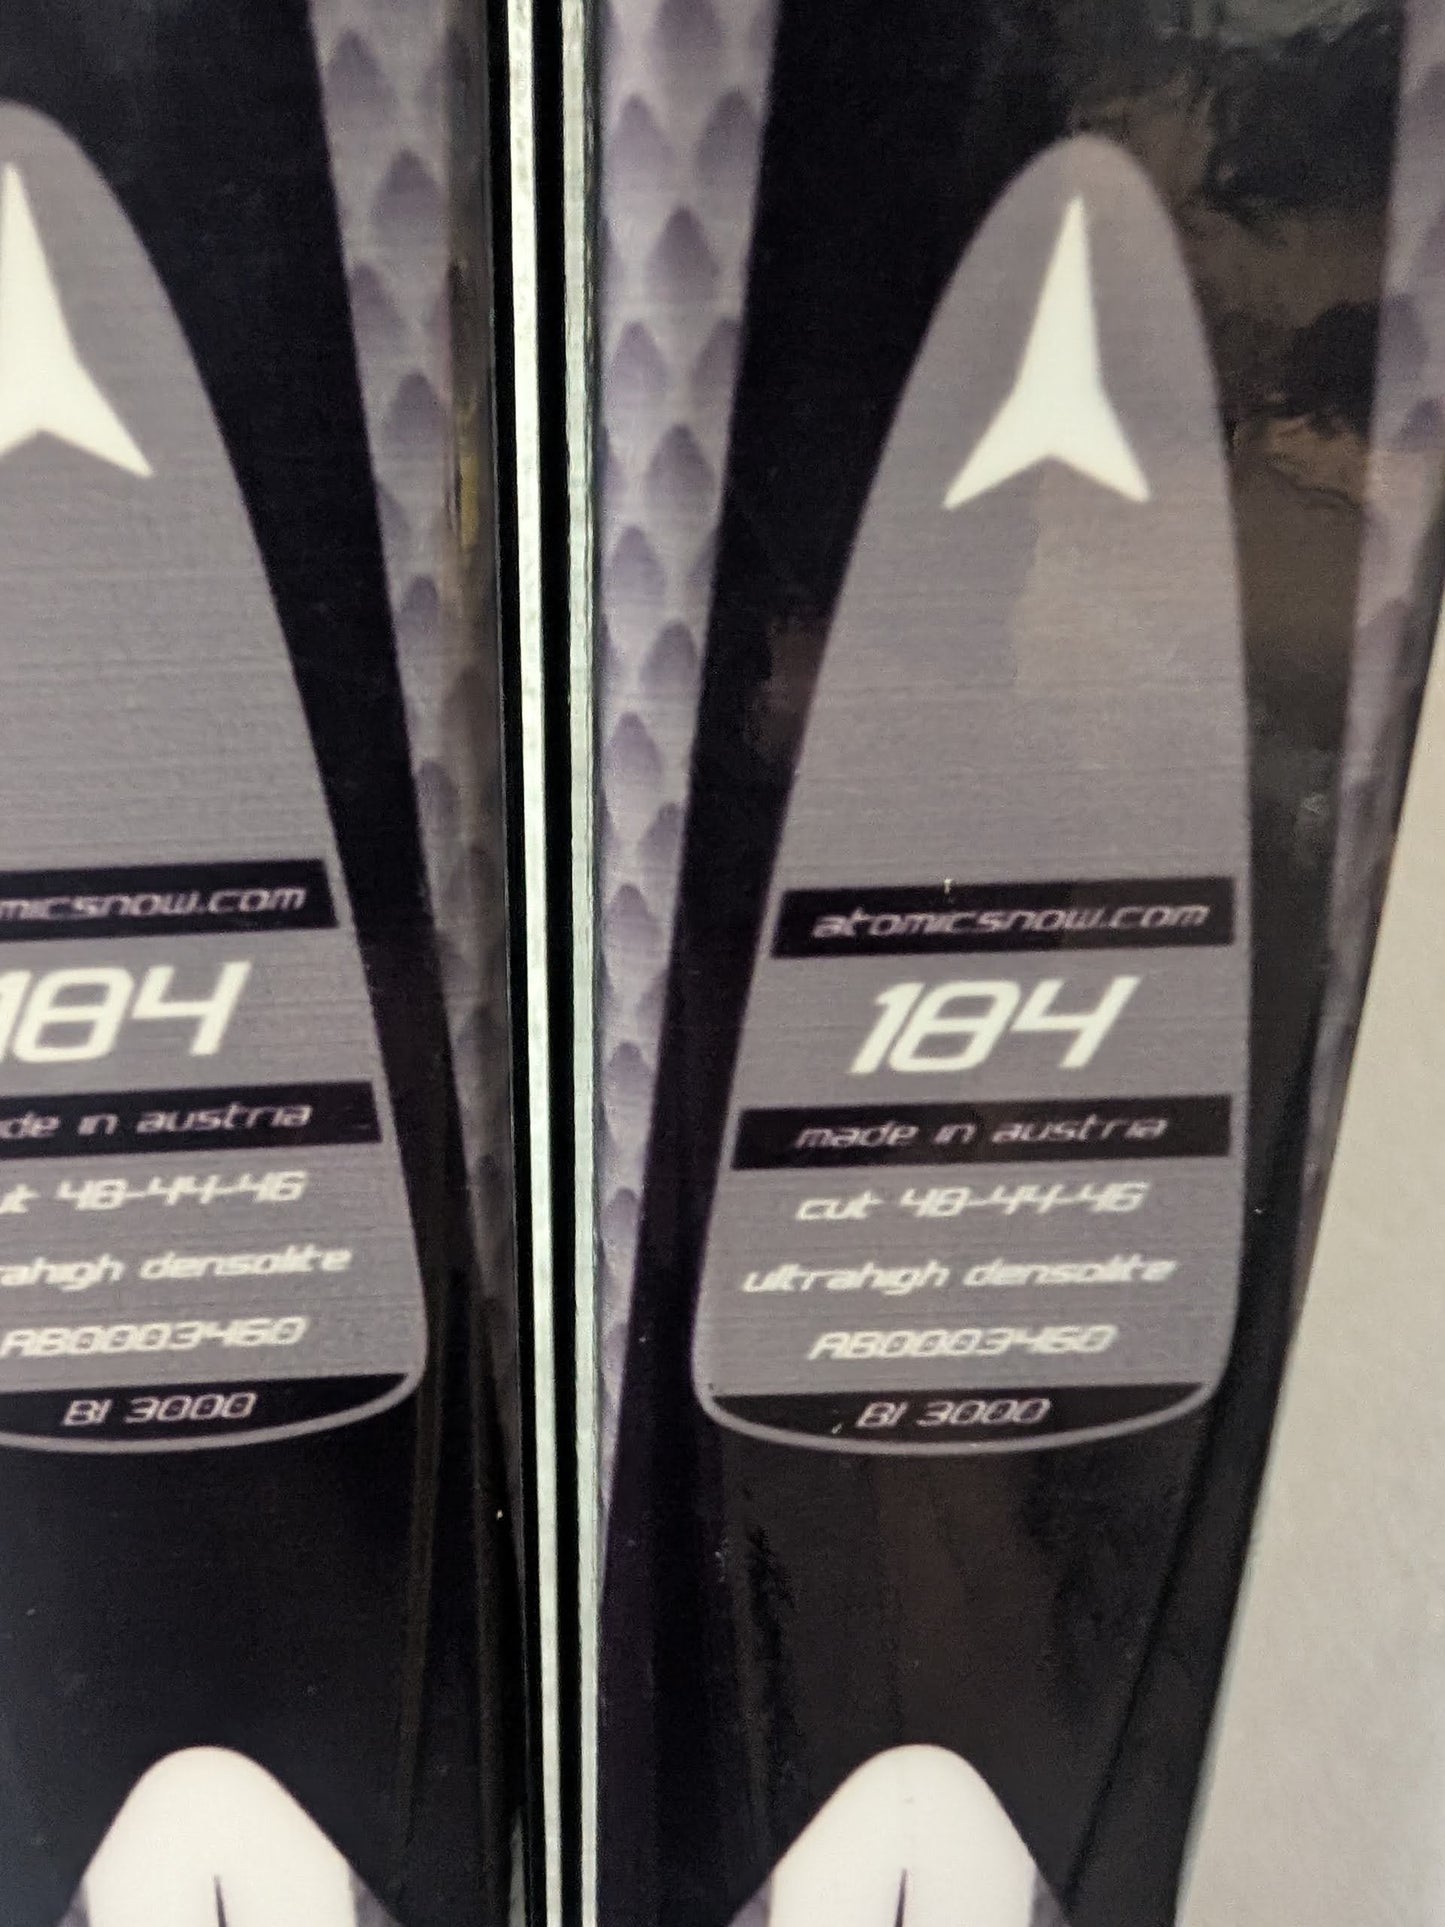 micsnow.com
184
de in austria
ut 48-44-46
rahigh densolite
AB0003460
BI 3000
atomicsnow.com
184
made in austria
cut 48-44-46
ultrahigh densolite
AB0003460
BI 3000